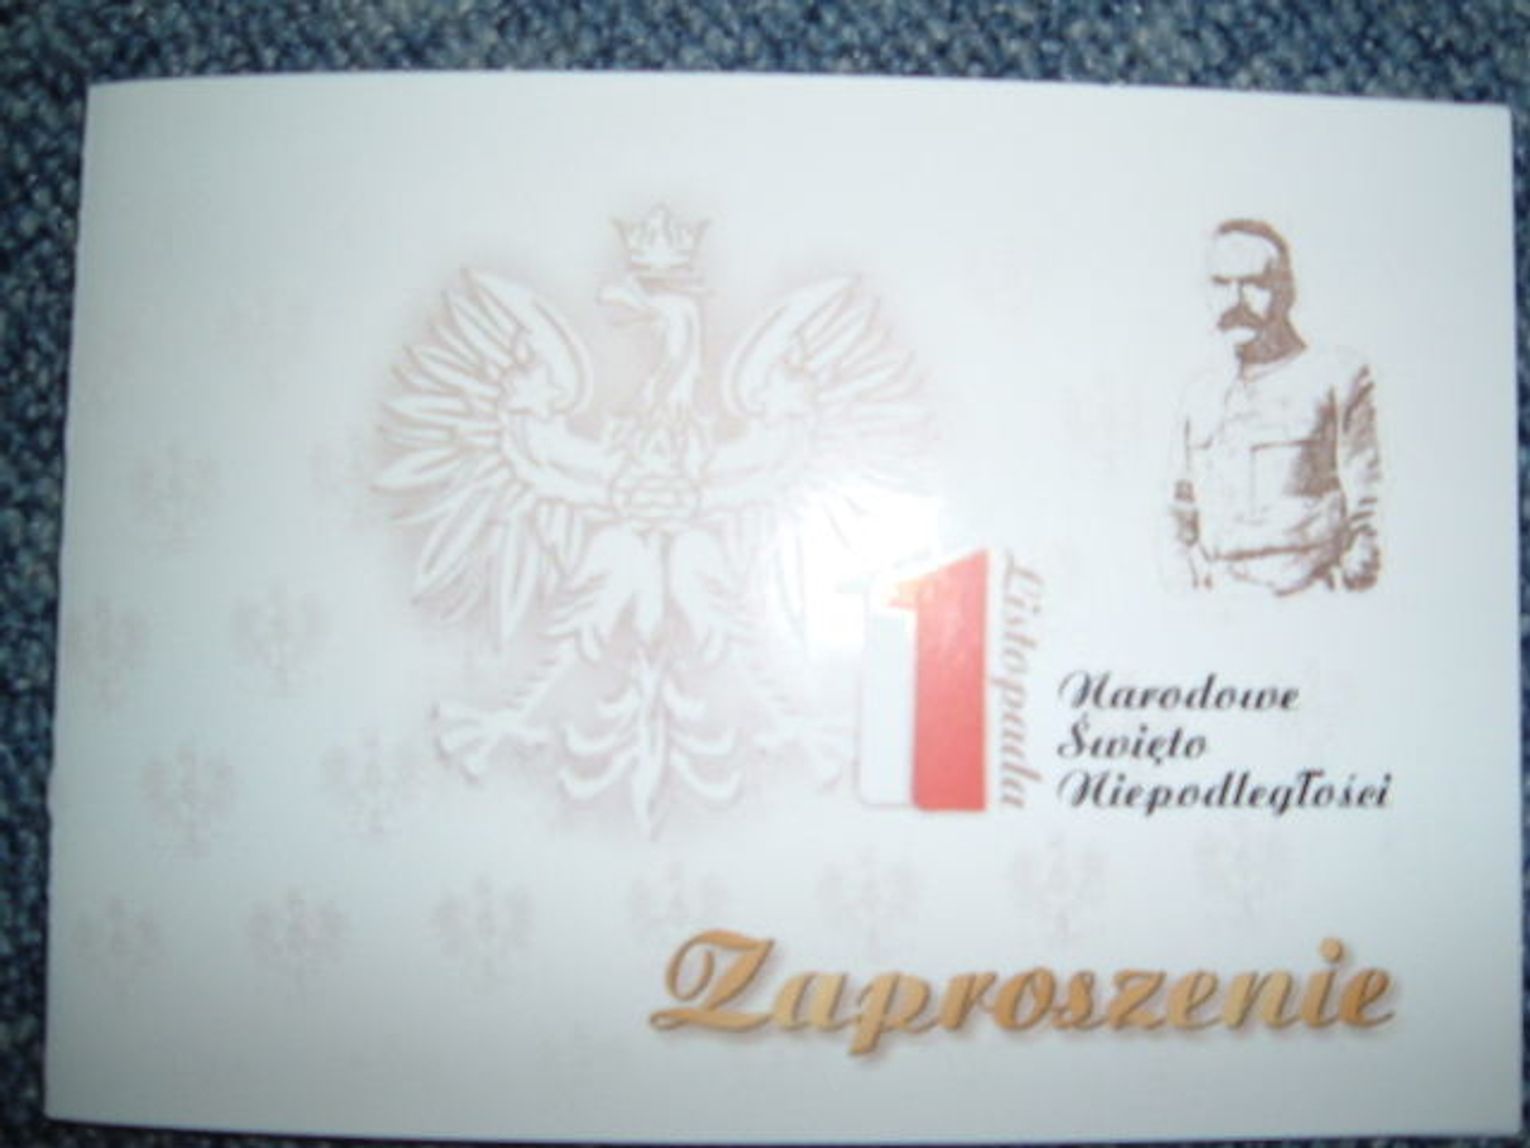 11
Listopada
Narodowe
Święto
Niepodległości
Zaproszenie